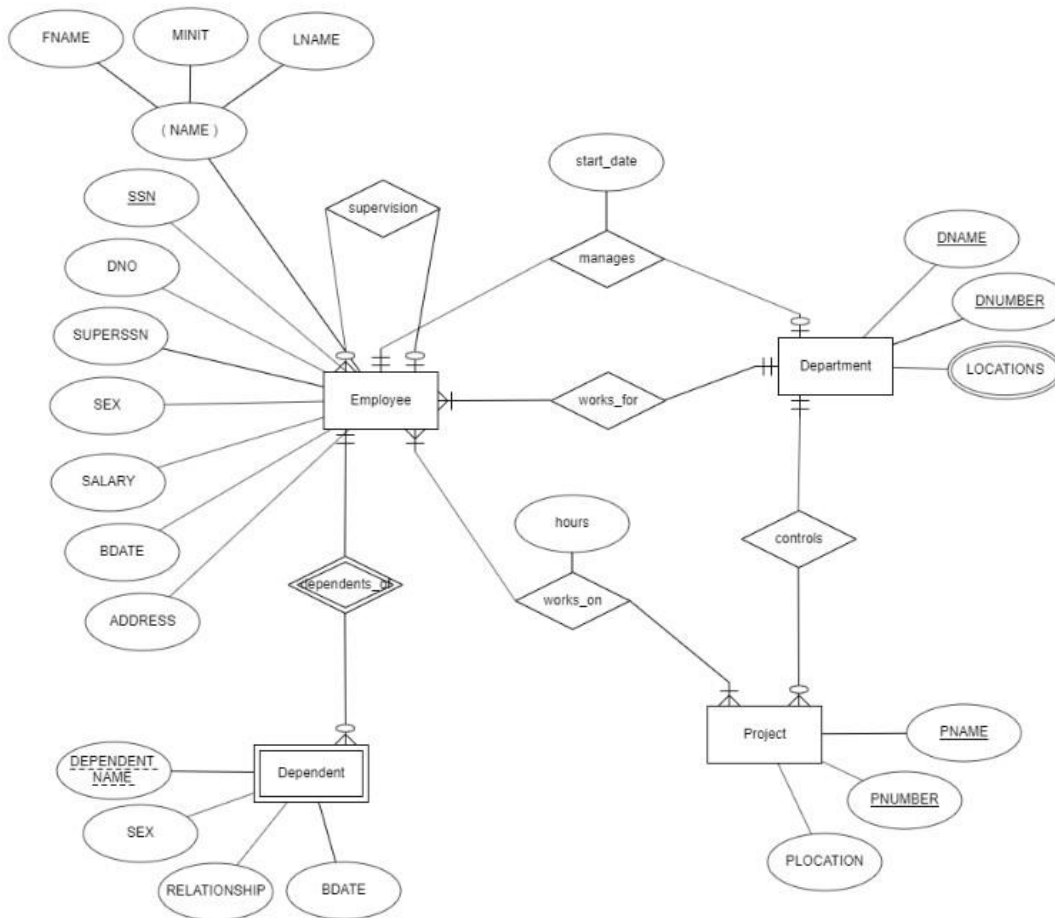 FNAME
MINIT
LNAME
( NAME )
start_date
SSN
supervision
DNAME
manages
DNO
DNUMBER
SUPERSSN
Department
LOCATIONS
SEX
Employee
works_for
SALARY
hours
controls
BDATE
dependents_of
works_on
ADDRESS
Project
PNAME
DEPENDENT
NAME
Dependent
PNUMBER
SEX
PLOCATION
RELATIONSHIP
BDATE